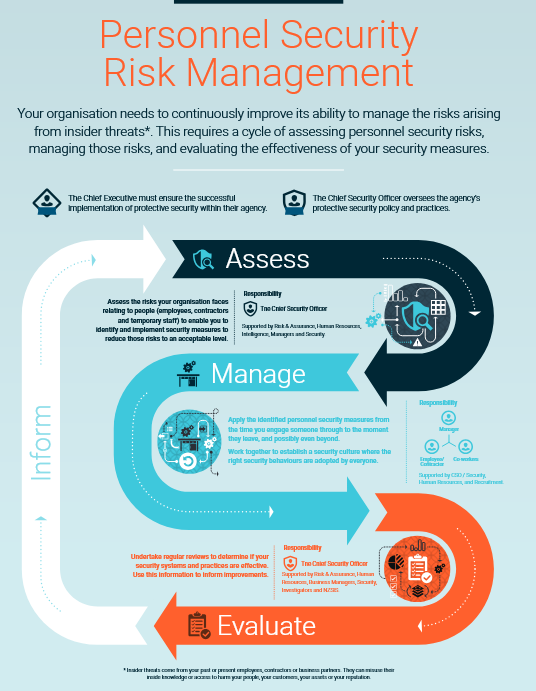 Personnel Security
Risk Management
Your organisation needs to continuously improve its ability to manage the risks arising
from insider threats*. This requires a cycle of assessing personnel security risks,
managing those risks, and evaluating the effectiveness of your security measures.
The Chief Executive must ensure the successful
implementation of protective security within their agency.
The Chief Security Officer oversees the agency's
protective security policy and practices.
Assess
Assess the risks your organisation faces
relating to people (employees, contractors
and temporary staff) to enable you to
identify and implement security measures to
reduce those risks to an acceptable level.
Responsibility
The Chief Security Officer
Supported by Risk & Assurance, Human Resources,
Intelligence, Managers and Security
Manage
Apply the identified personnel security measures from
the time you engage someone through to the moment
they leave, and possibly even beyond.
Work together to establish a security culture where the
right security behaviours are adopted by everyone.
Responsibility
Manager
Employee/
Contractor
Co-workers
Supported by CSO / Security,
Human Resources, and Recruitment.
Inform
Undertake regular reviews to determine if your
security systems and practices are effective.
Use this information to inform improvements.
Responsibility
The Chief Security Officer
Supported by Risk & Assurance, Human
Resources, Business Managers, Security,
Investigators and NZSIS.
Evaluate
* Insider threats come from your past or present employees, contractors or business partners. They can misuse their
inside knowledge or access to harm your people, your customers, your assets or your reputation.